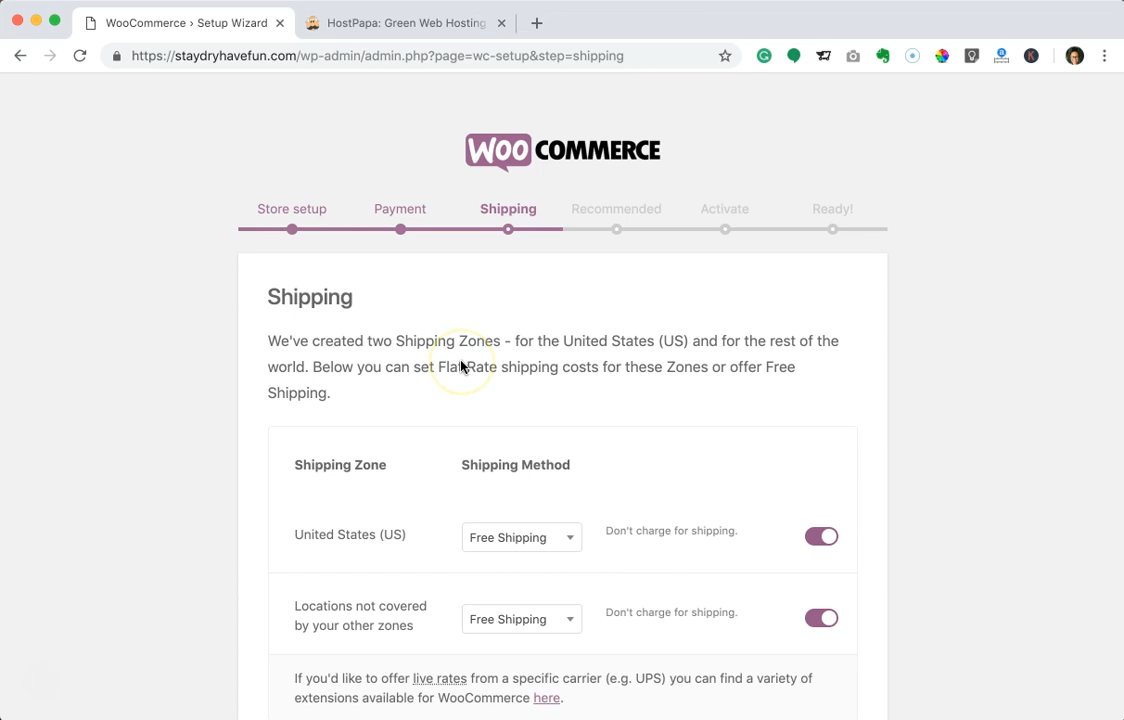 WooCommerce › Setup Wizard
HostPapa: Green Web Hosting
https://staydryhavefun.com/wp-admin/admin.php?page=wc-setup&step=shipping
WOO COMMERCE
Store setup
Payment
Shipping
Recommended
Activate
Ready!
Shipping
We've created two Shipping Zones - for the United States (US) and for the rest of the
world. Below you can set Flat Rate shipping costs for these Zones or offer Free
Shipping.
Shipping Zone
Shipping Method
United States (US)
Free Shipping
Don't charge for shipping.
Locations not covered
by your other zones
Free Shipping
Don't charge for shipping.
If you'd like to offer live rates from a specific carrier (e.g. UPS) you can find a variety of
extensions available for WooCommerce here.